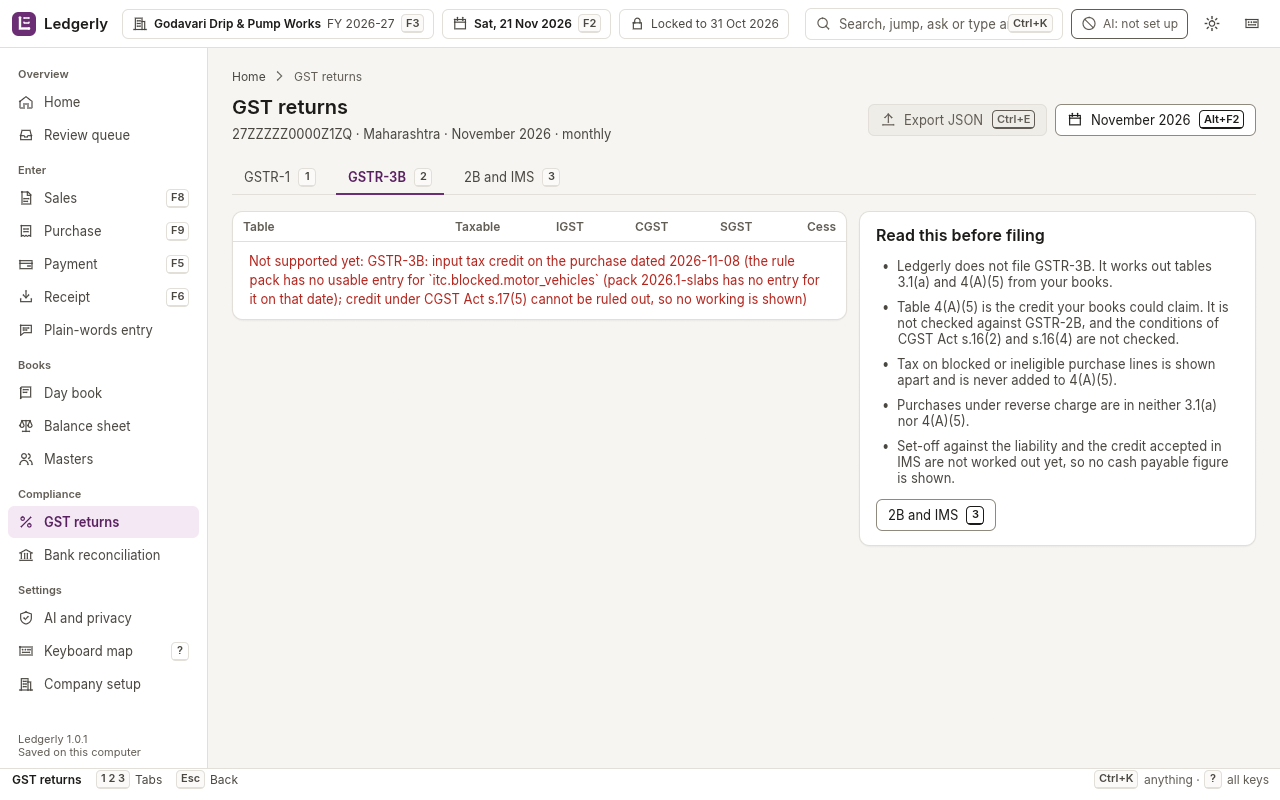 Ledgerly
Godavari Drip & Pump Works FY 2026-27 F3
Sat, 21 Nov 2026 F2
Locked to 31 Oct 2026
Search, jump, ask or type a Ctrl+K
AI: not set up
Overview
Home
Review queue
Enter
Sales F8
Purchase F9
Payment F5
Receipt F6
Plain-words entry
Books
Day book
Balance sheet
Masters
Compliance
GST returns
Bank reconciliation
Settings
AI and privacy
Keyboard map ?
Company setup
Ledgerly 1.0.1
Saved on this computer
Home GST returns
GST returns
27ZZZZZ0000Z1ZQ · Maharashtra · November 2026 · monthly
Export JSON Ctrl+E
November 2026 Alt+F2
GSTR-1 1 GSTR-3B 2 2B and IMS 3
Table Taxable IGST CGST SGST Cess
Not supported yet: GSTR-3B: input tax credit on the purchase dated 2026-11-08 (the rule
pack has no usable entry for `itc.blocked.motor_vehicles` (pack 2026.1-slabs has no entry for
it on that date); credit under CGST Act s.17(5) cannot be ruled out, so no working is shown)
Read this before filing
• Ledgerly does not file GSTR-3B. It works out tables
3.1(a) and 4(A)(5) from your books.
• Table 4(A)(5) is the credit your books could claim. It is
not checked against GSTR-2B, and the conditions of
CGST Act s.16(2) and s.16(4) are not checked.
• Tax on blocked or ineligible purchase lines is shown
apart and is never added to 4(A)(5).
• Purchases under reverse charge are in neither 3.1(a)
nor 4(A)(5).
• Set-off against the liability and the credit accepted in
IMS are not worked out yet, so no cash payable figure
is shown.
2B and IMS 3
GST returns 1 2 3 Tabs Esc Back
Ctrl+K anything · ? all keys